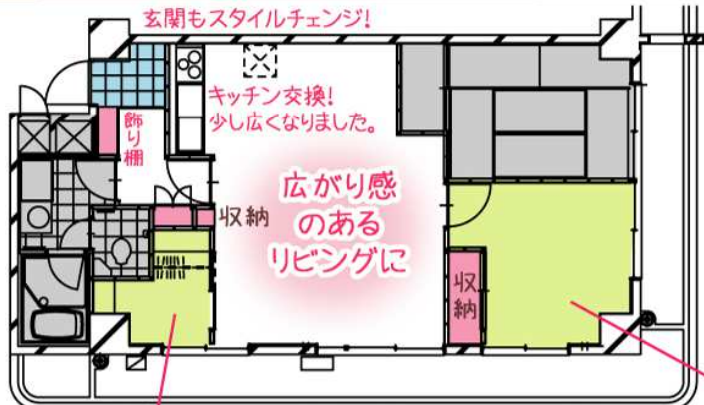 玄関もスタイルチェンジ!
キッチン交換!
少し広くなりました。
飾り棚
収納
広がり感
のある
リビングに
収納